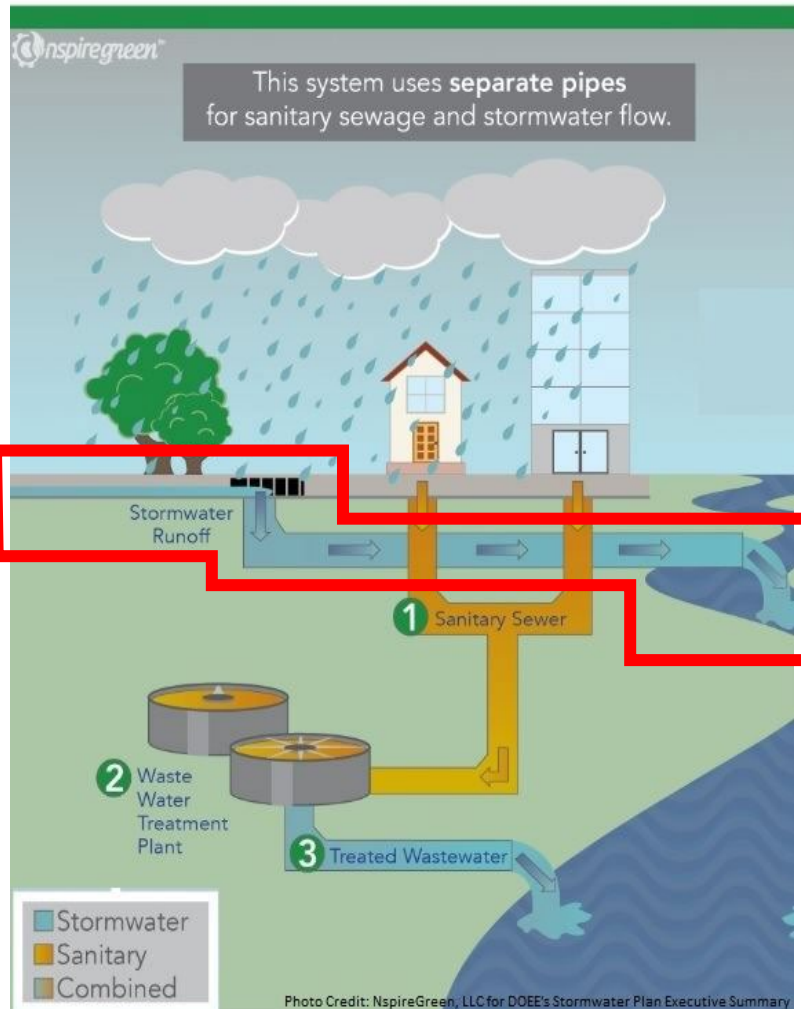 nspiregreen™
This system uses separate pipes
for sanitary sewage and stormwater flow.
Stormwater
Runoff
1 Sanitary Sewer
2 Waste
Water
Treatment
Plant
3 Treated Wastewater
Stormwater
Sanitary
Combined
Photo Credit: NspireGreen, LLC for DOEE's Stormwater Plan Executive Summary